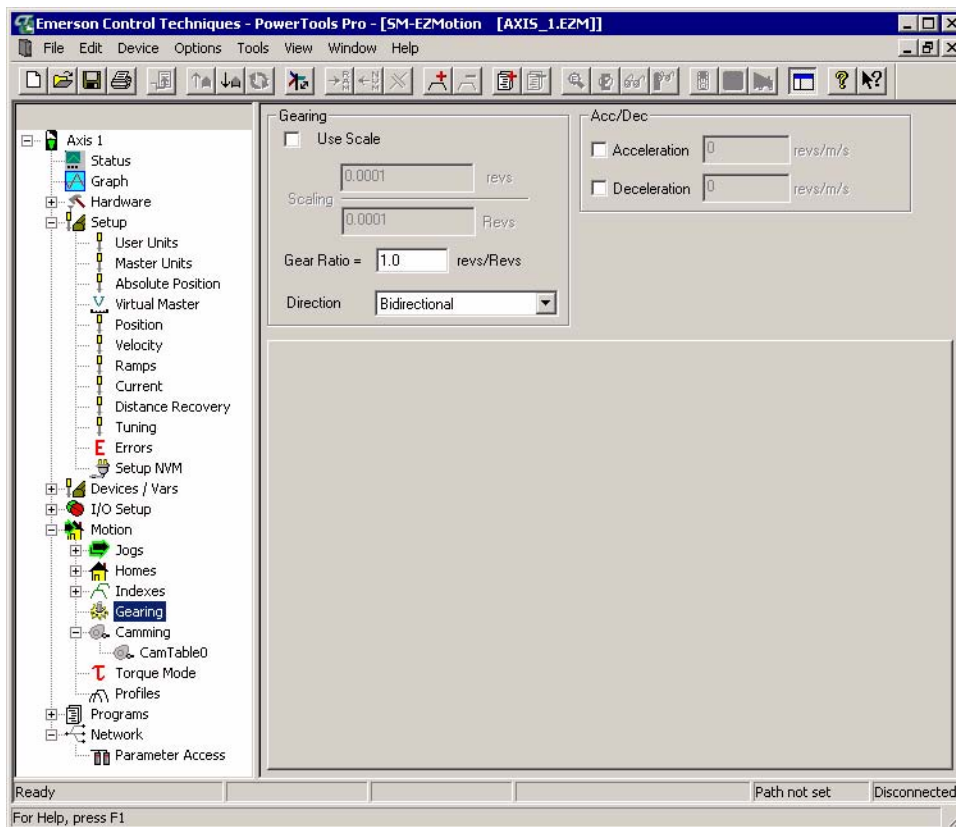 Emerson Control Techniques - PowerTools Pro - [SM-EZMotion [AXIS_1.EZM]]
File Edit Device Options Tools View Window Help
Axis 1
Status
Graph
Hardware
Setup
User Units
Master Units
Absolute Position
Virtual Master
Position
Velocity
Ramps
Current
Distance Recovery
Tuning
E Errors
Setup NVM
Devices / Vars
I/O Setup
Motion
Jogs
Homes
Indexes
Gearing
Camming
CamTable0
Torque Mode
Profiles
Programs
Network
Parameter Access
Gearing
Use Scale
0.0001 revs
Scaling
0.0001 Revs
Gear Ratio = 1.0 revs/Revs
Direction Bidirectional
Acc/Dec
Acceleration 0 revs/m/s
Deceleration 0 revs/m/s
Ready Path not set Disconnected
For Help, press F1